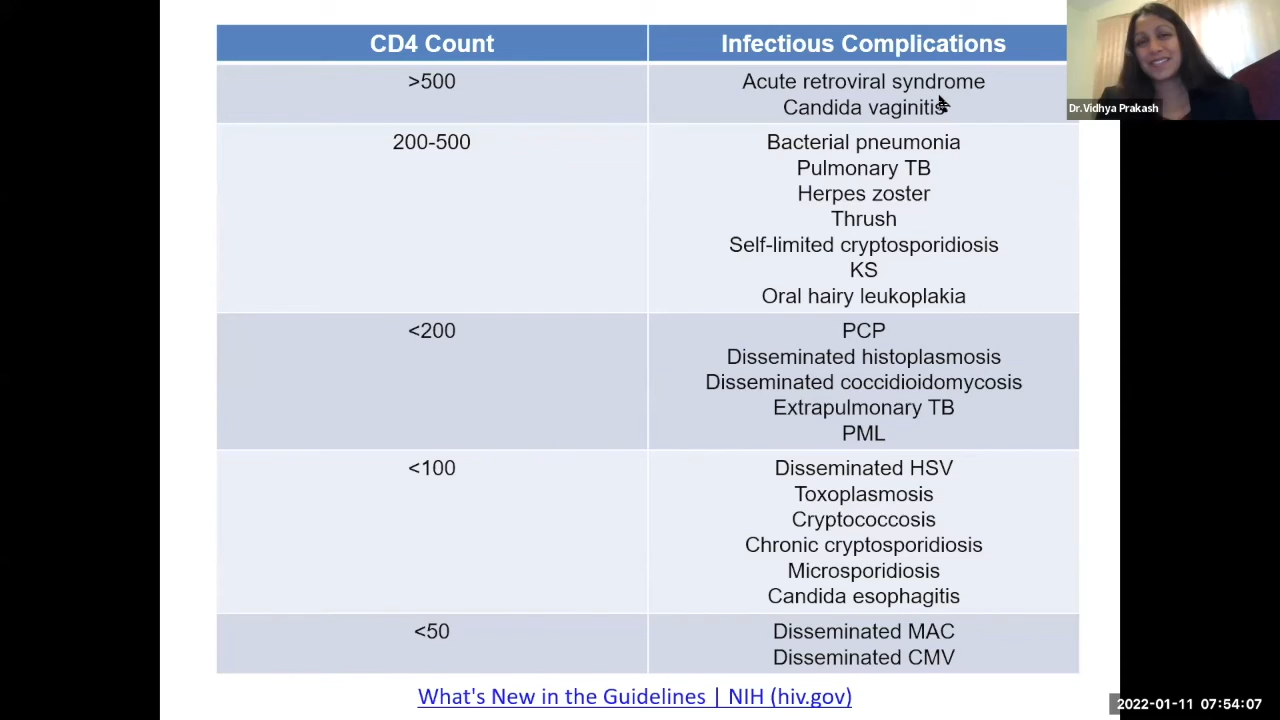 CD4 Count
Infectious Complications
>500
Acute retroviral syndrome
Candida vaginitis
200-500
Bacterial pneumonia
Pulmonary TB
Herpes zoster
Thrush
Self-limited cryptosporidiosis
KS
Oral hairy leukoplakia
<200
PCP
Disseminated histoplasmosis
Disseminated coccidioidomycosis
Extrapulmonary TB
PML
<100
Disseminated HSV
Toxoplasmosis
Cryptococcosis
Chronic cryptosporidiosis
Microsporidiosis
Candida esophagitis
<50
Disseminated MAC
Disseminated CMV
What's New in the Guidelines | NIH (hiv.gov)
Dr.Vidhya Prakash
2022-01-11 07:54:07